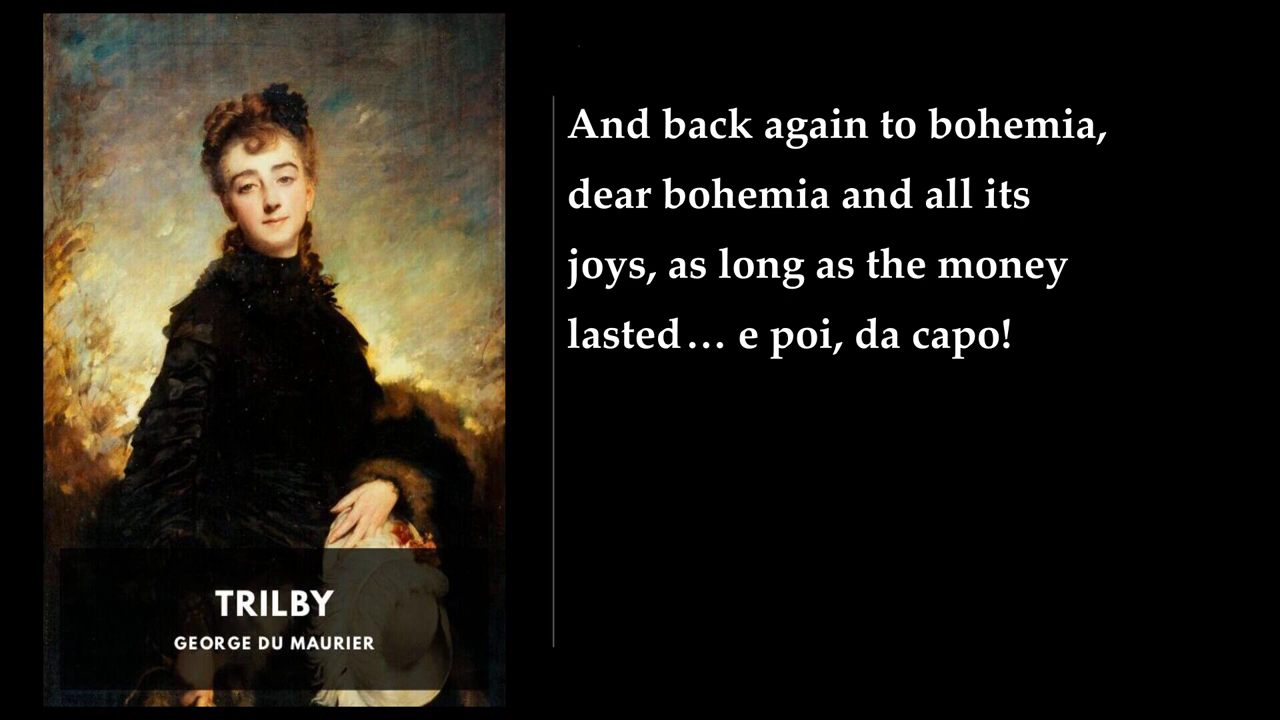 TRILBY
GEORGE DU MAURIER
And back again to bohemia,
dear bohemia and all its
joys, as long as the money
lasted… e poi, da capo!